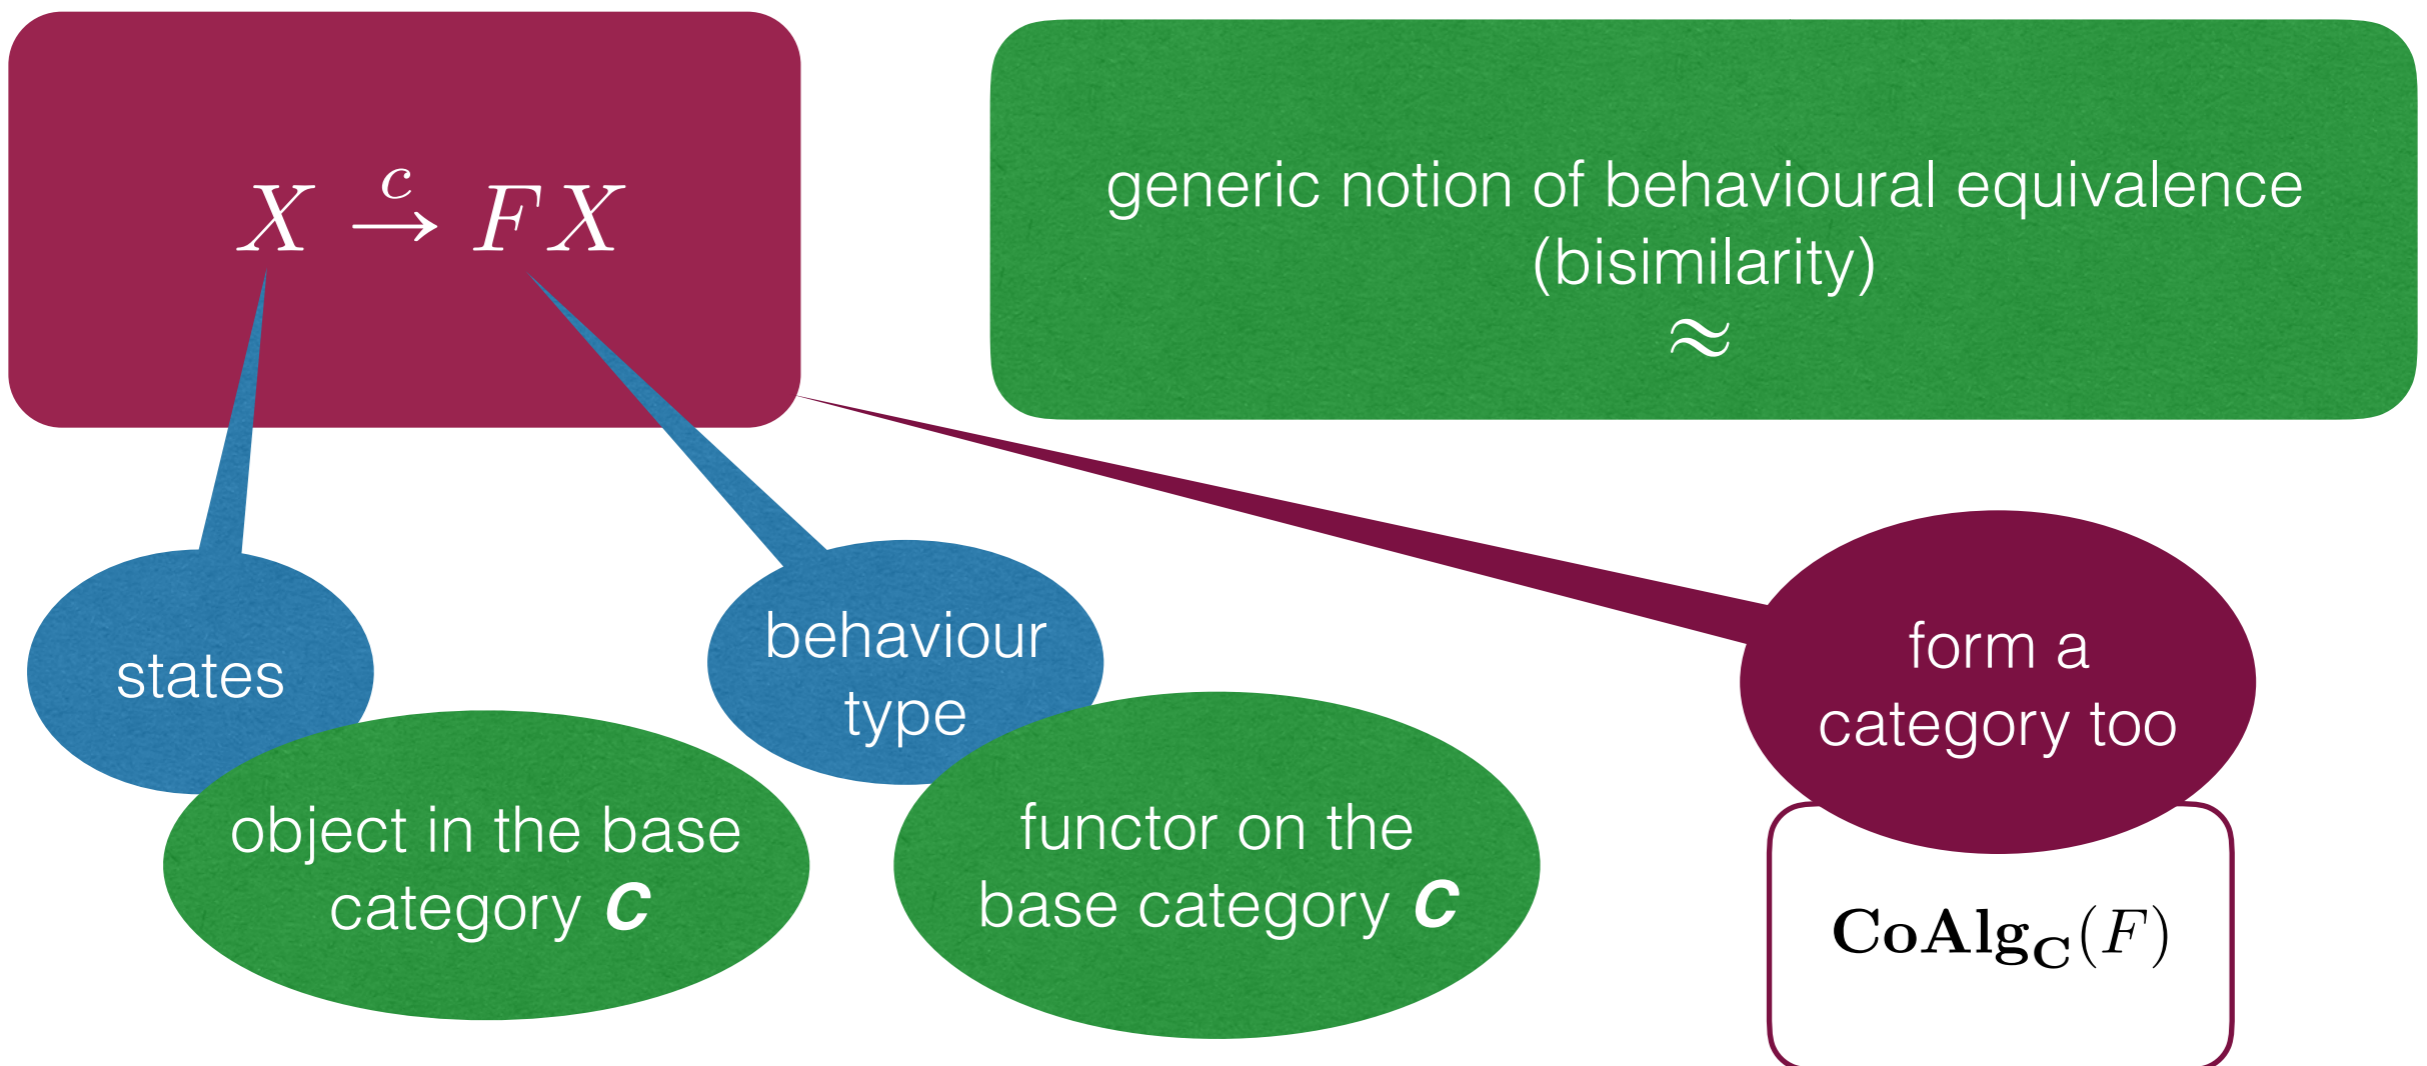 X \xrightarrow{c} FX
generic notion of behavioural equivalence
(bisimilarity)
≈
states
behaviour
type
object in the base
category C
functor on the
base category C
form a
category too
CoAlg_C(F)